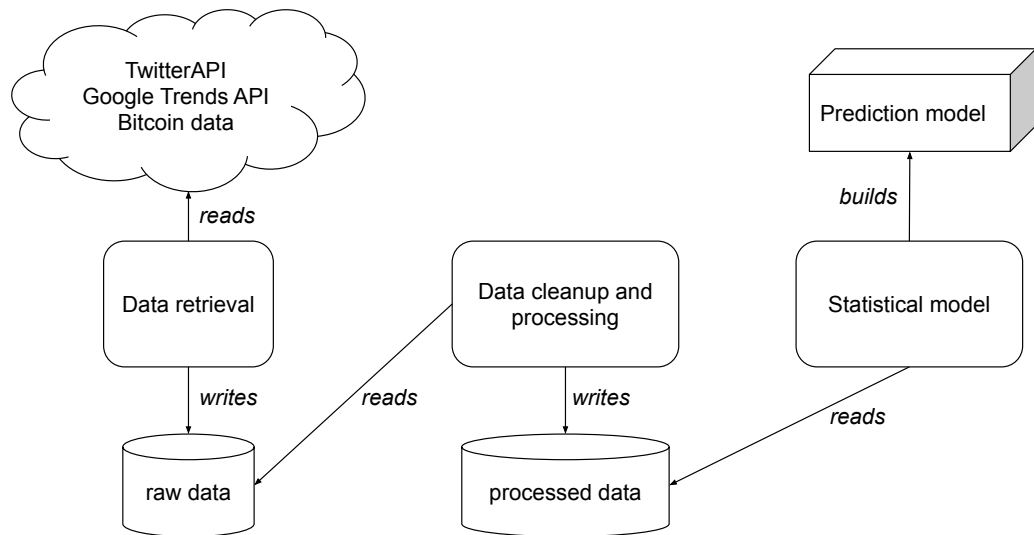 TwitterAPI
Google Trends API
Bitcoin data
Prediction model
reads
builds
Data retrieval
Data cleanup and
processing
Statistical model
writes
reads
writes
reads
raw data
processed data